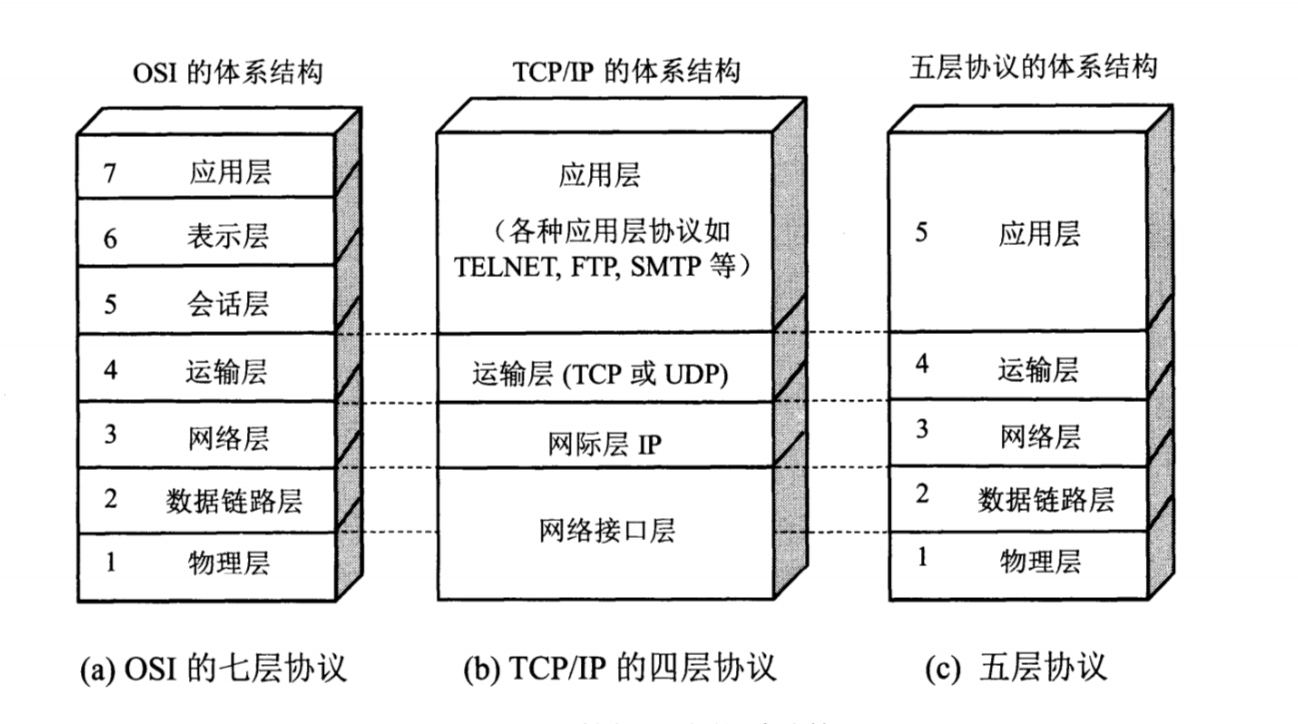 OSI 的体系结构
7 应用层
6 表示层
5 会话层
4 运输层
3 网络层
2 数据链路层
1 物理层
(a) OSI 的七层协议
TCP/IP 的体系结构
应用层
（各种应用层协议如
TELNET, FTP, SMTP 等）
运输层 (TCP 或 UDP)
网际层 IP
网络接口层
(b) TCP/IP 的四层协议
五层协议的体系结构
5 应用层
4 运输层
3 网络层
2 数据链路层
1 物理层
(c) 五层协议